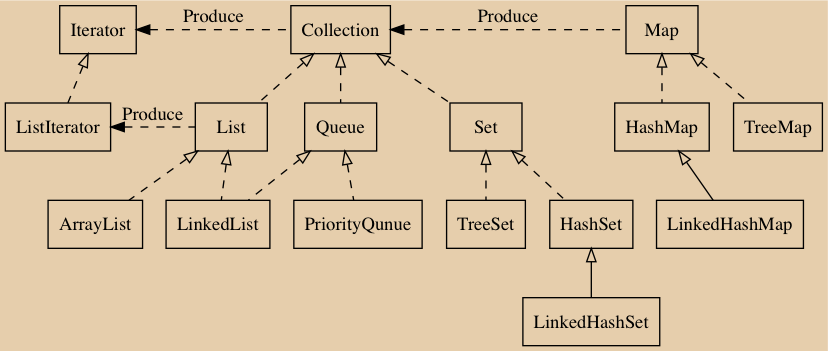 Iterator
Produce
Collection
Produce
Map
ListIterator
Produce
List
Queue
Set
HashMap
TreeMap
ArrayList
LinkedList
PriorityQunue
TreeSet
HashSet
LinkedHashMap
LinkedHashSet